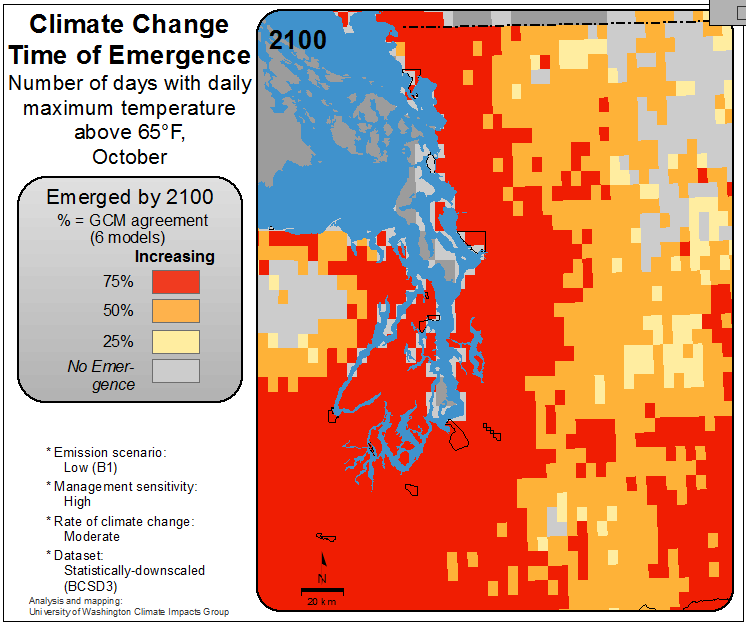 Climate Change
Time of Emergence
Number of days with daily
maximum temperature
above 65°F,
October
Emerged by 2100
% = GCM agreement
(6 models)
Increasing
75%
50%
25%
No Emer-
gence
* Emission scenario:
Low (B1)
* Management sensitivity:
High
* Rate of climate change:
Moderate
* Dataset:
Statistically-downscaled
(BCSD3)
Analysis and mapping:
University of Washington Climate Impacts Group
2100
N
20 km